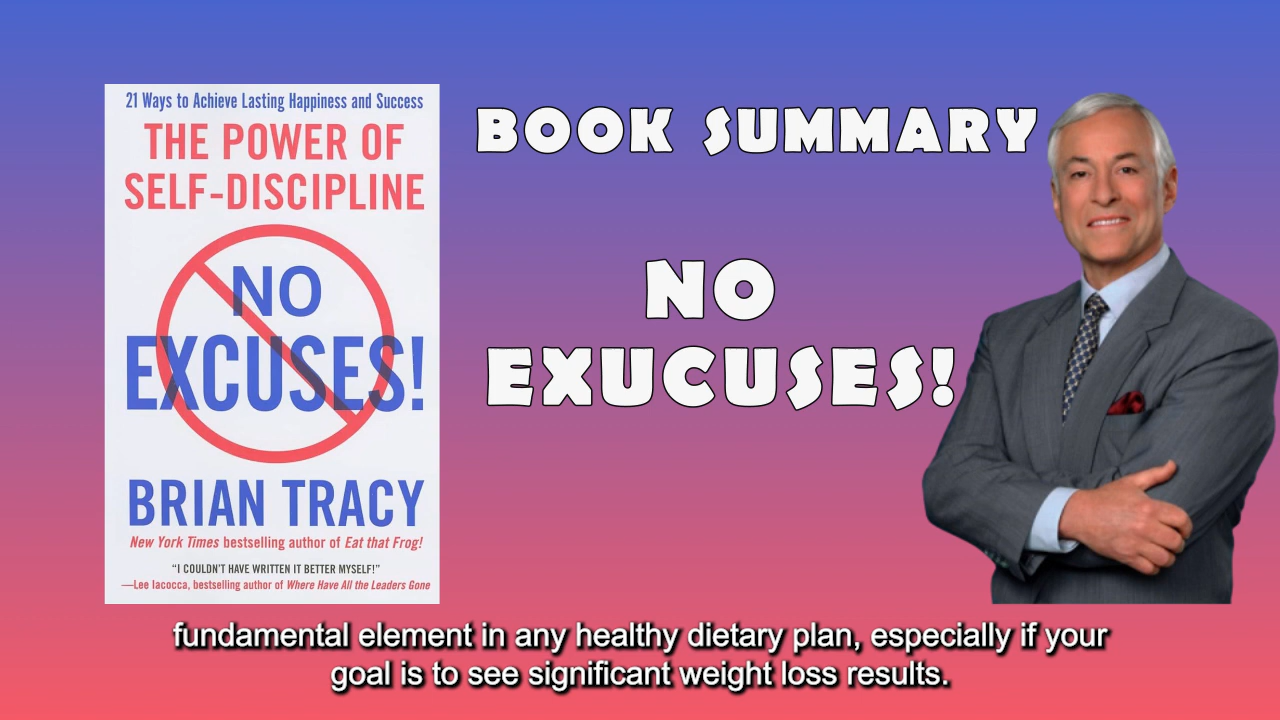 21 Ways to Achieve Lasting Happiness and Success
THE POWER OF
SELF-DISCIPLINE
NO
EXCUSES!
BRIAN TRACY
New York Times bestselling author of Eat that Frog!
“I COULDN’T HAVE WRITTEN IT BETTER MYSELF!”
—Lee Iacocca, bestselling author of Where Have All the Leaders Gone
BOOK SUMMARY
NO
EXUCUSES!
fundamental element in any healthy dietary plan, especially if your
goal is to see significant weight loss results.